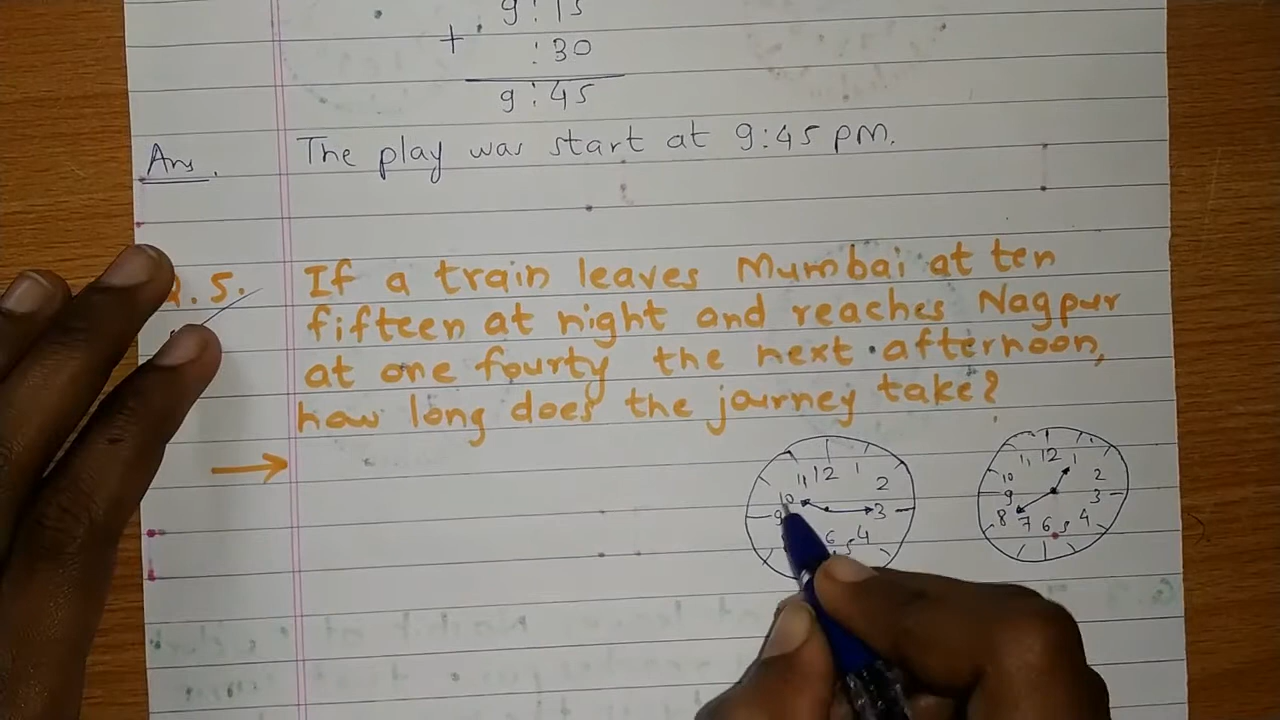 9:15
+ :30
9:45
Ans. The play was start at 9:45 pm.
Q.5. If a train leaves Mumbai at ten
fifteen at night and reaches Nagpur
at one fourty the next afternoon,
how long does the journey take?
11 12 1
10 2
9 3
6 5 4
11 12 1
10 2
9 3
8 7 6 5 4